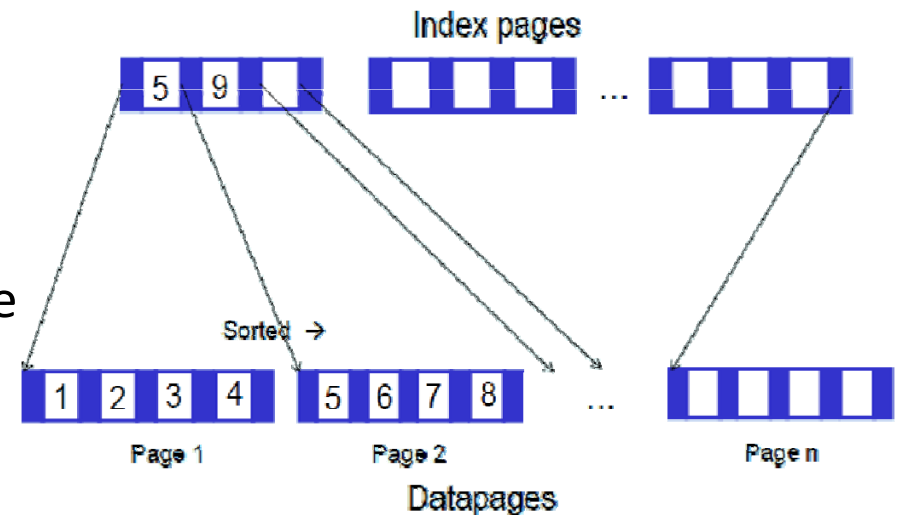 Index pages
5 9
...
e
Sorted →
1 2 3 4 5 6 7 8 ...
Page 1 Page 2 Page n
Datapages